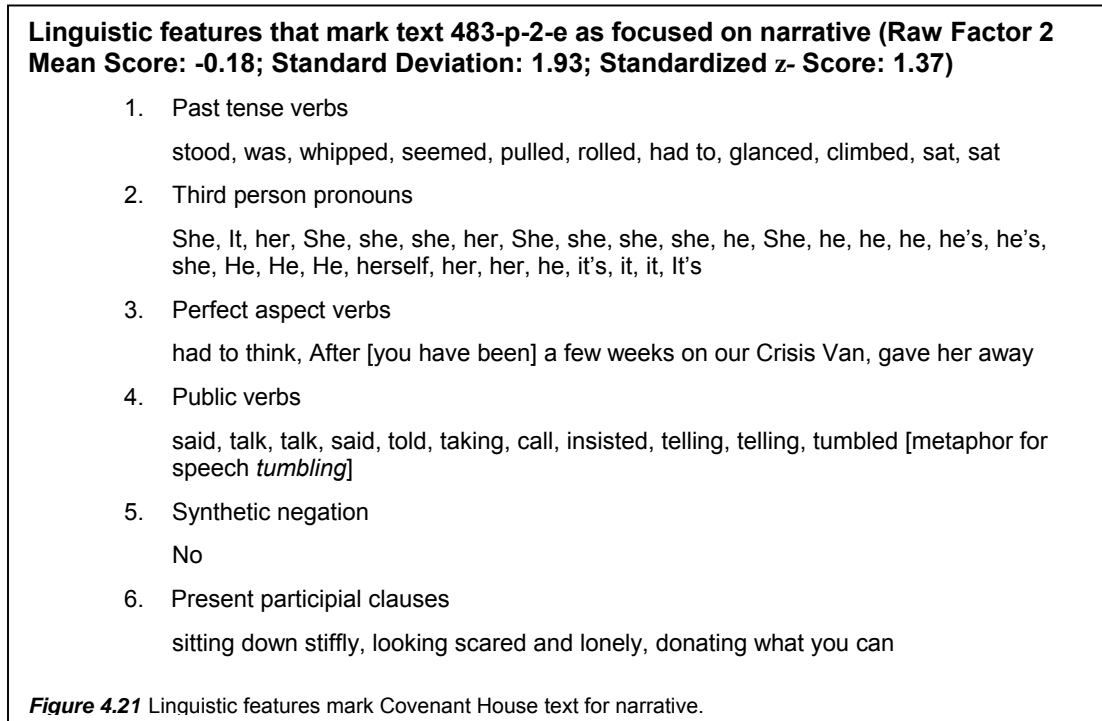 Linguistic features that mark text 483-p-2-e as focused on narrative (Raw Factor 2
Mean Score: -0.18; Standard Deviation: 1.93; Standardized z- Score: 1.37)
1. Past tense verbs
stood, was, whipped, seemed, pulled, rolled, had to, glanced, climbed, sat, sat
2. Third person pronouns
She, It, her, She, she, she, her, She, she, she, she, he, She, he, he, he, he’s, he’s,
she, He, He, He, herself, her, her, he, it’s, it, it, It’s
3. Perfect aspect verbs
had to think, After [you have been] a few weeks on our Crisis Van, gave her away
4. Public verbs
said, talk, talk, said, told, taking, call, insisted, telling, telling, tumbled [metaphor for
speech tumbling]
5. Synthetic negation
No
6. Present participial clauses
sitting down stiffly, looking scared and lonely, donating what you can
Figure 4.21 Linguistic features mark Covenant House text for narrative.